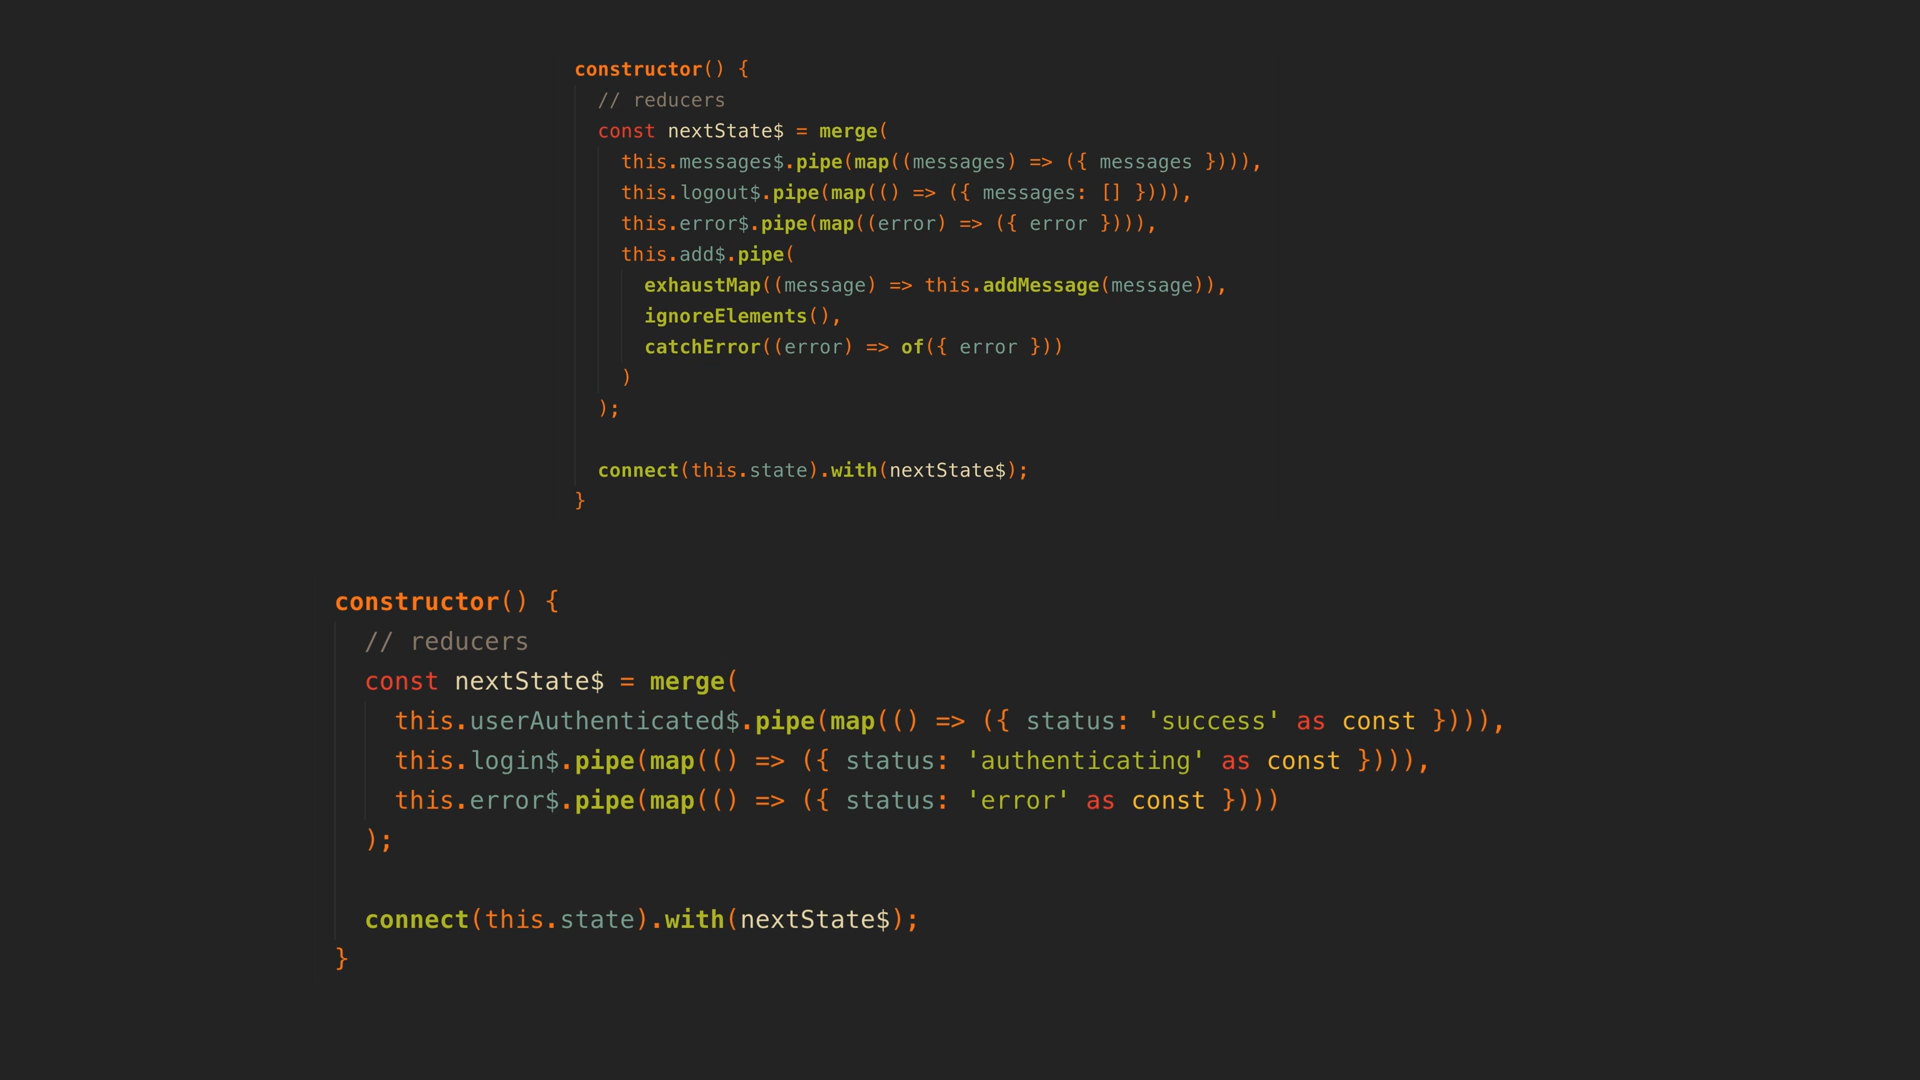 constructor() {
// reducers
const nextState$ = merge(
this.messages$.pipe(map((messages) => ({ messages }))),
this.logout$.pipe(map(() => ({ messages: [] }))),
this.error$.pipe(map((error) => ({ error }))),
this.add$.pipe(
exhaustMap((message) => this.addMessage(message)),
ignoreElements(),
catchError((error) => of({ error }))
)
);
connect(this.state).with(nextState$);
}
constructor() {
// reducers
const nextState$ = merge(
this.userAuthenticated$.pipe(map(() => ({ status: 'success' as const }))),
this.login$.pipe(map(() => ({ status: 'authenticating' as const }))),
this.error$.pipe(map(() => ({ status: 'error' as const })))
);
connect(this.state).with(nextState$);
}